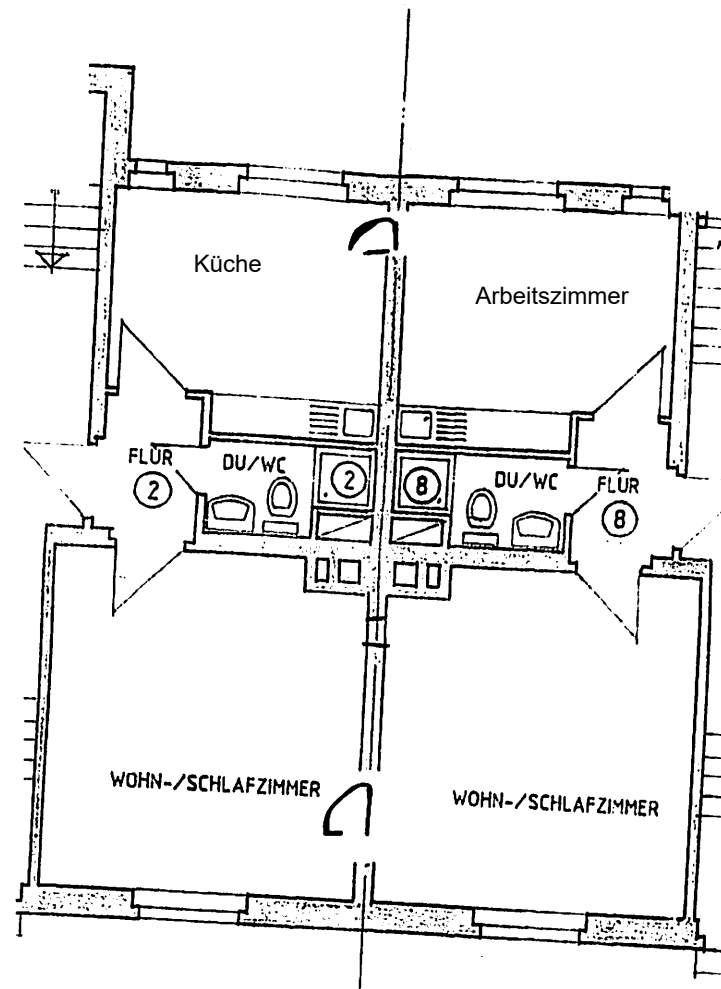 Küche
Arbeitszimmer
FLUR
DU/WC
2
2
8
DU/WC
FLUR
8
WOHN-/SCHLAFZIMMER
WOHN-/SCHLAFZIMMER